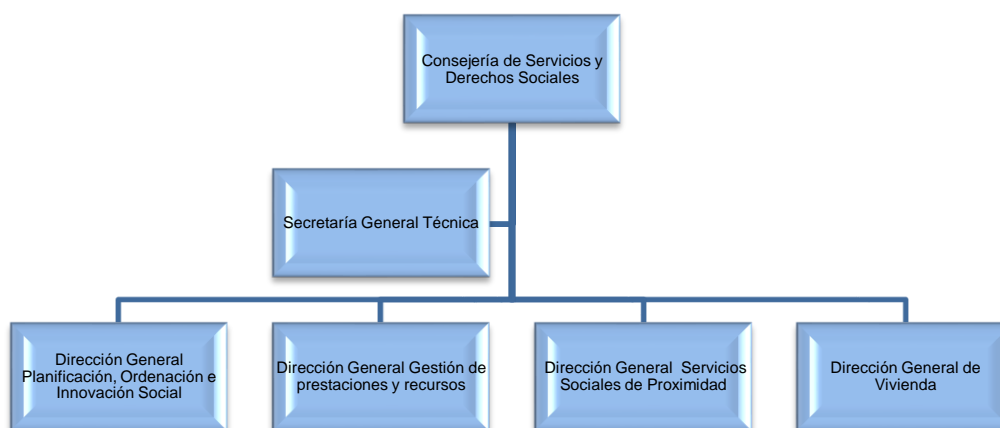 Consejería de Servicios y
Derechos Sociales
Secretaría General Técnica
Dirección General
Planificación, Ordenación e
Innovación Social
Dirección General Gestión de
prestaciones y recursos
Dirección General  Servicios
Sociales de Proximidad
Dirección General de
Vivienda